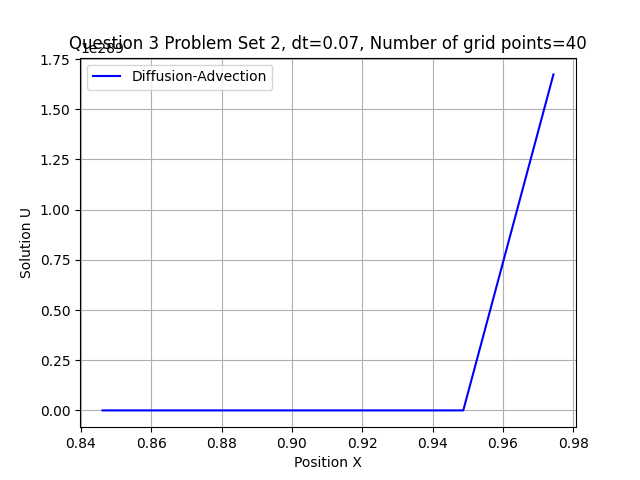 Question 3 Problem Set 2, dt=0.07, Number of grid points=40
1e289
Diffusion-Advection
1.75
1.50
1.25
1.00
0.75
0.50
0.25
0.00
Solution U
0.84 0.86 0.88 0.90 0.92 0.94 0.96 0.98
Position X